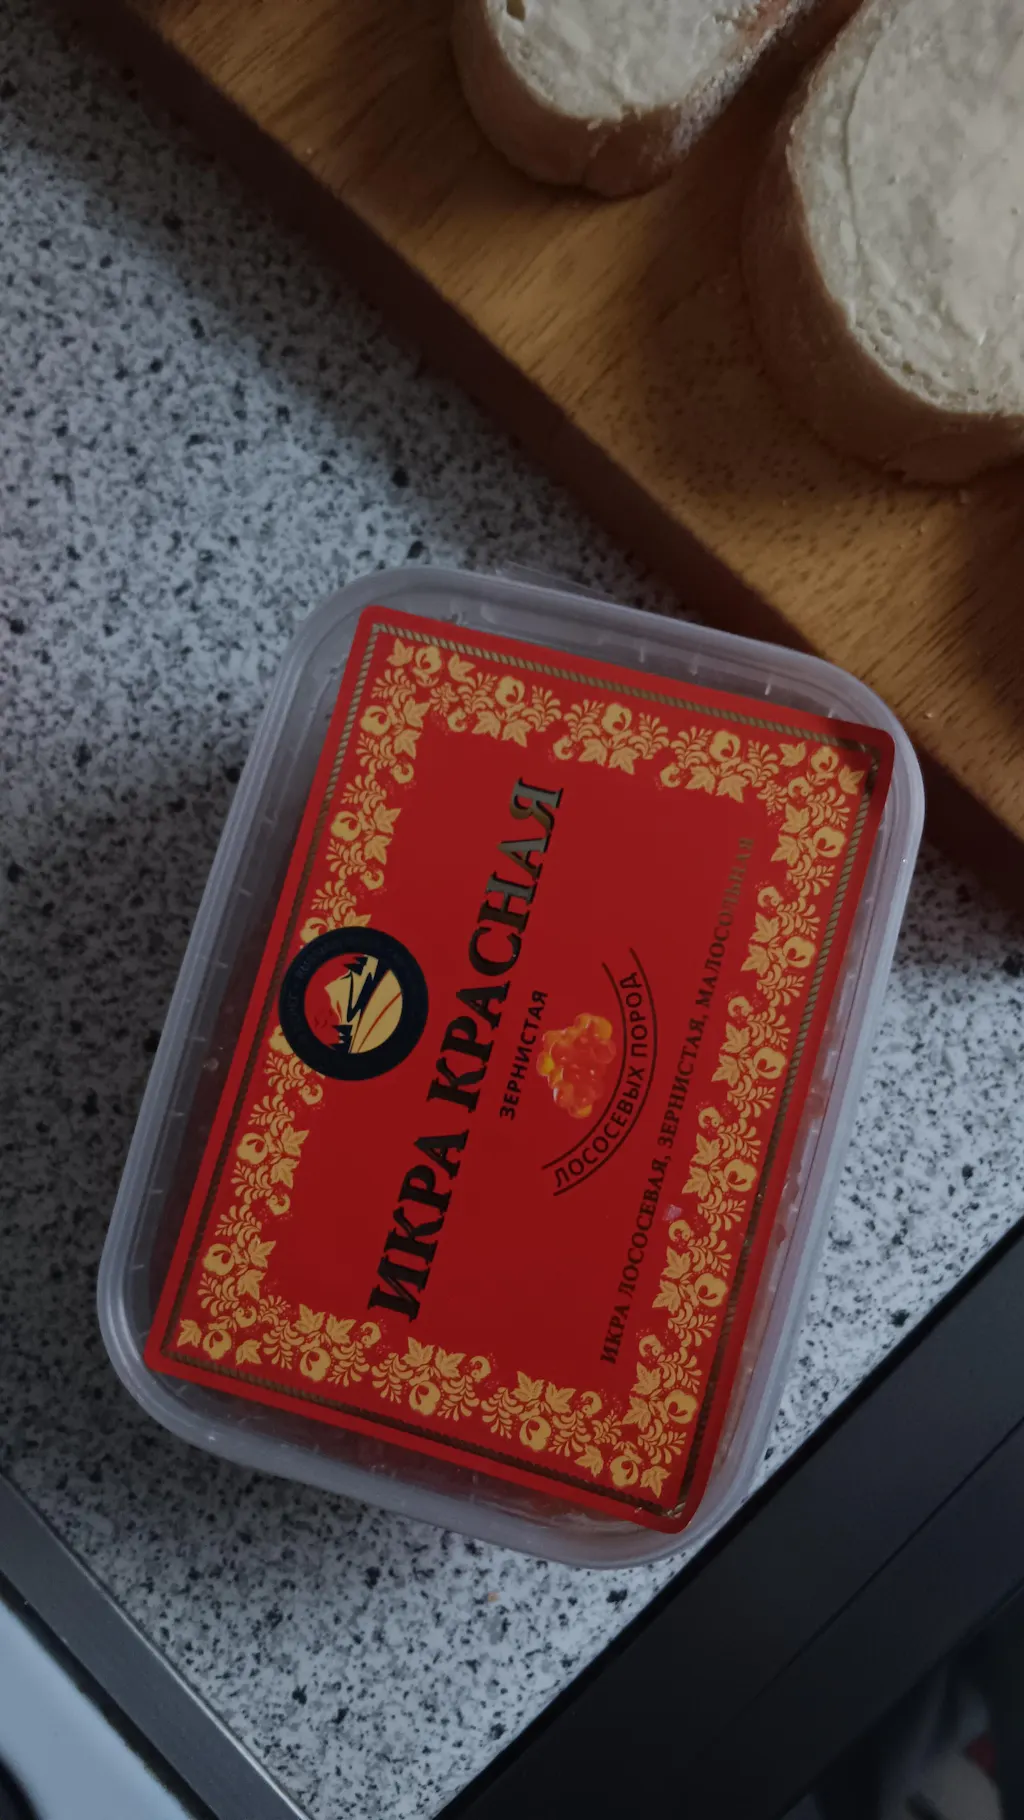 ИКРА КРАСНАЯ
ЗЕРНИСТАЯ
ЛОСОСЕВЫХ ПОРОД
ИКРА ЛОСОСЕВАЯ, ЗЕРНИСТАЯ, МАЛОСОЛЬНАЯ